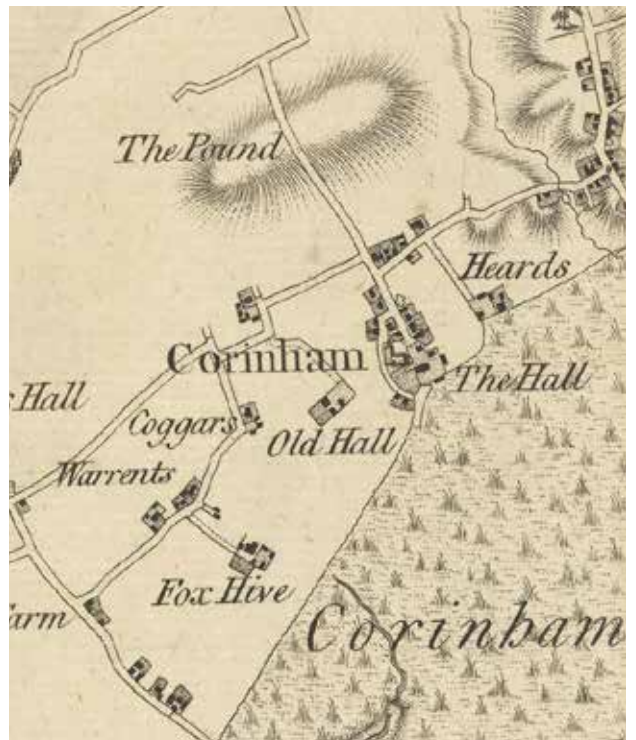 The Pound
Heards
Corinham
The Hall
Hall
Coggars
Old Hall
Warrents
Fox Hive
arm
Corinham